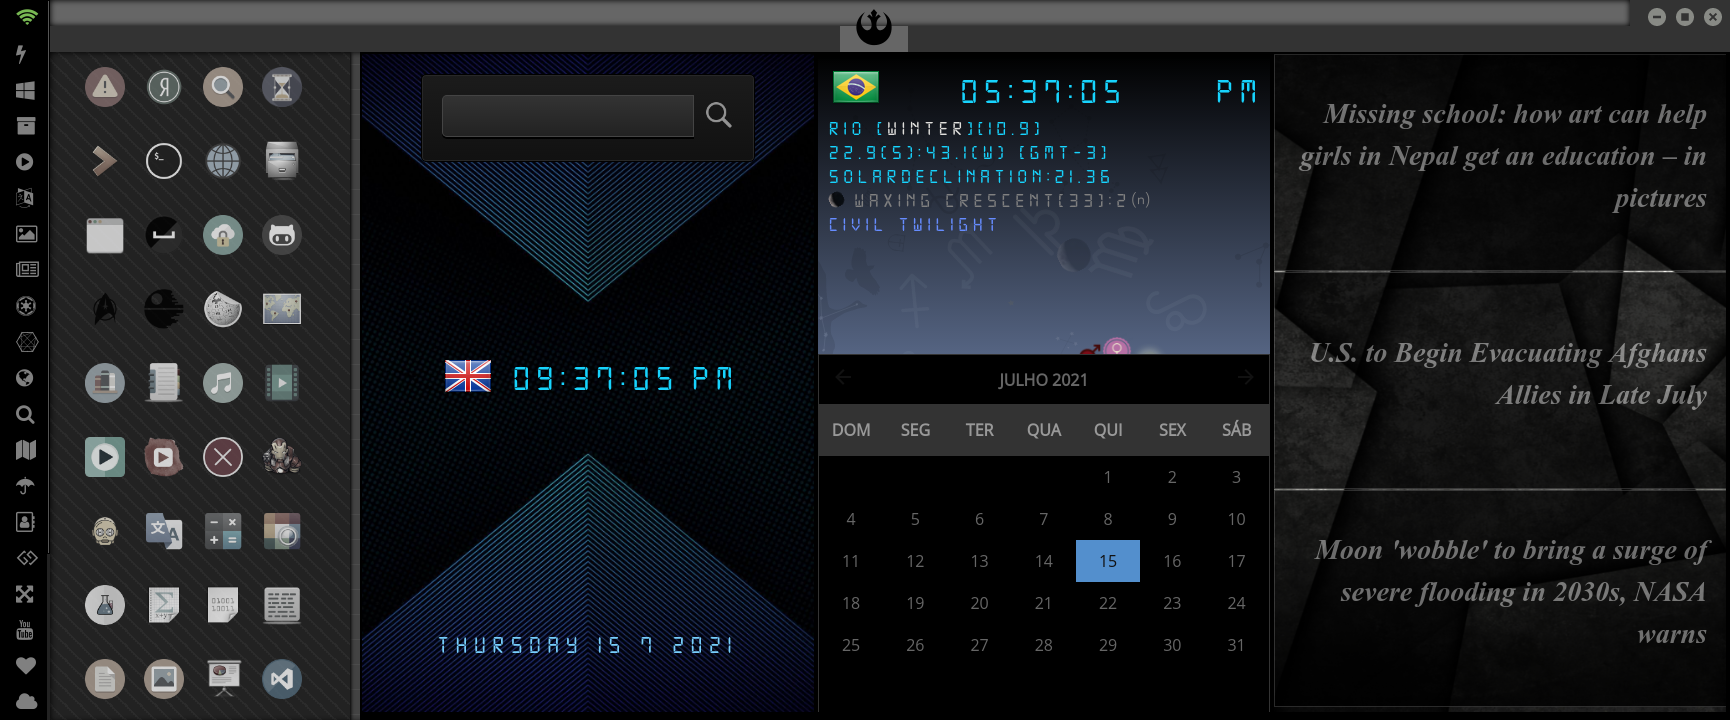 Я
$_
01001
10011
Σ
x+y=
文
A
You
Tube
09:37:05 PM
THURSDAY 15 7 2021
05:37:05 PM
RIO [WINTER][10.9]
22.9(S):43.1(W) [GMT-3]
SOLARDECLINATION:21.36
WAXING CRESCENT[33]:2(n)
CIVIL TWILIGHT
JULHO 2021
DOM SEG TER QUA QUI SEX SÁB
1 2 3
4 5 6 7 8 9 10
11 12 13 14 15 16 17
18 19 20 21 22 23 24
25 26 27 28 29 30 31
Missing school: how art can help
girls in Nepal get an education – in
pictures
U.S. to Begin Evacuating Afghans
Allies in Late July
Moon 'wobble' to bring a surge of
severe flooding in 2030s, NASA
warns